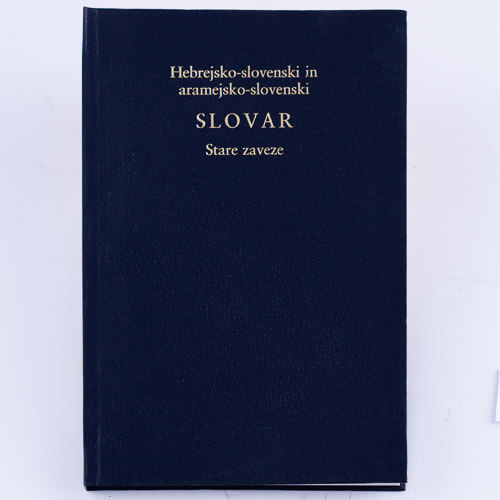 Hebrejsko-slovenski in
aramejsko-slovenski
SLOVAR
Stare zaveze